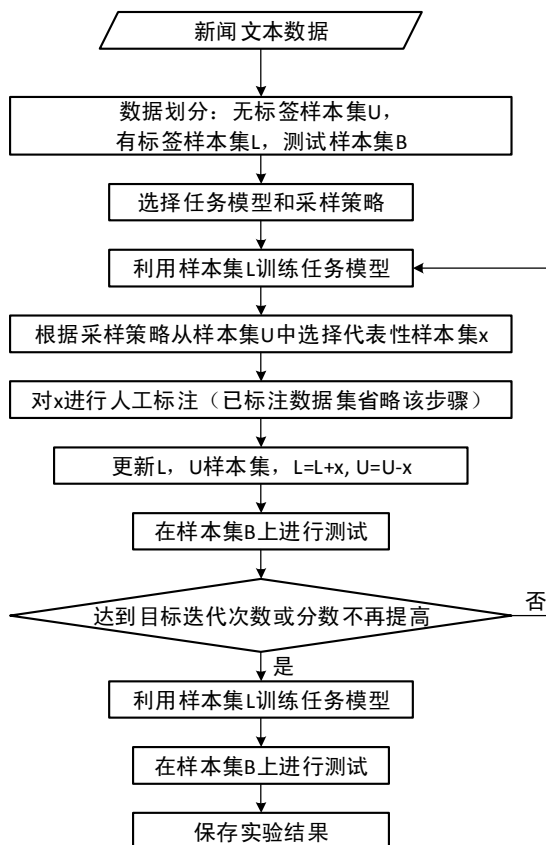 新闻文本数据
数据划分：无标签样本集U，
有标签样本集L，测试样本集B
选择任务模型和采样策略
利用样本集L训练任务模型
根据采样策略从样本集U中选择代表性样本集x
对x进行人工标注（已标注数据集省略该步骤）
更新L，U样本集，L=L+x, U=U-x
在样本集B上进行测试
达到目标迭代次数或分数不再提高
否
是
利用样本集L训练任务模型
在样本集B上进行测试
保存实验结果